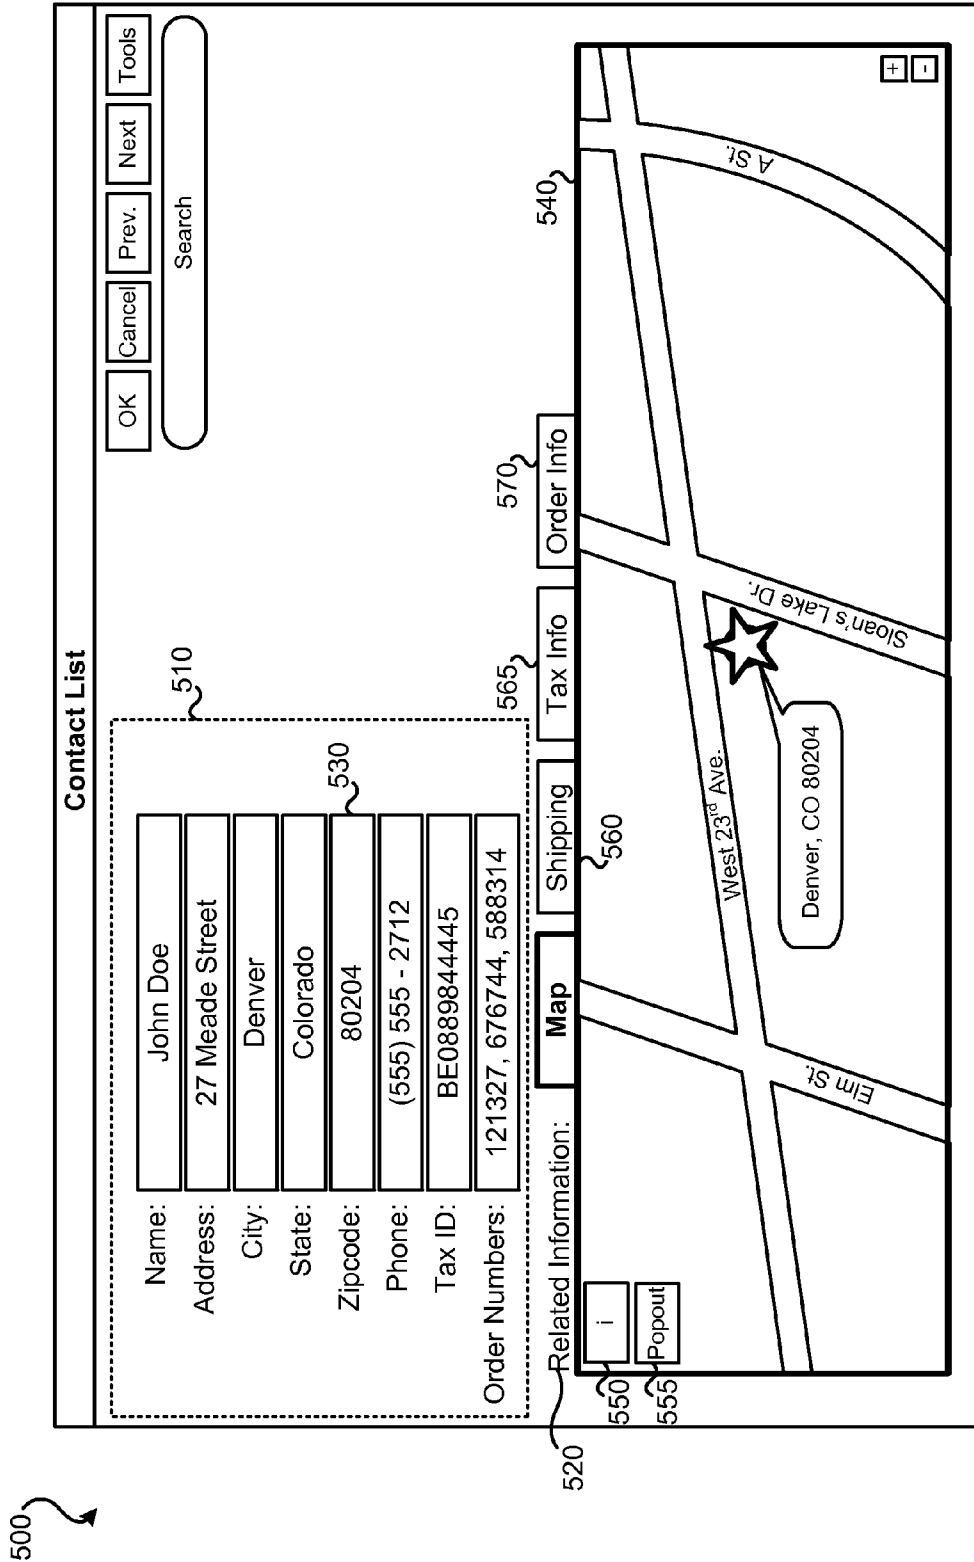 500
Contact List
OK Cancel Prev. Next Tools
Search
510
Name: John Doe
Address: 27 Meade Street
City: Denver
State: Colorado
Zipcode: 80204
530
Phone: (555) 555 - 2712
Tax ID: BE0889844445
Order Numbers: 121327, 676744, 588314
520
Related Information:
Map
Shipping
560
Tax Info
565
Order Info
570
540
550
i
555
Popout
Elm St.
West 23rd Ave.
Sloan's Lake Dr.
A St.
Denver, CO 80204
+
-